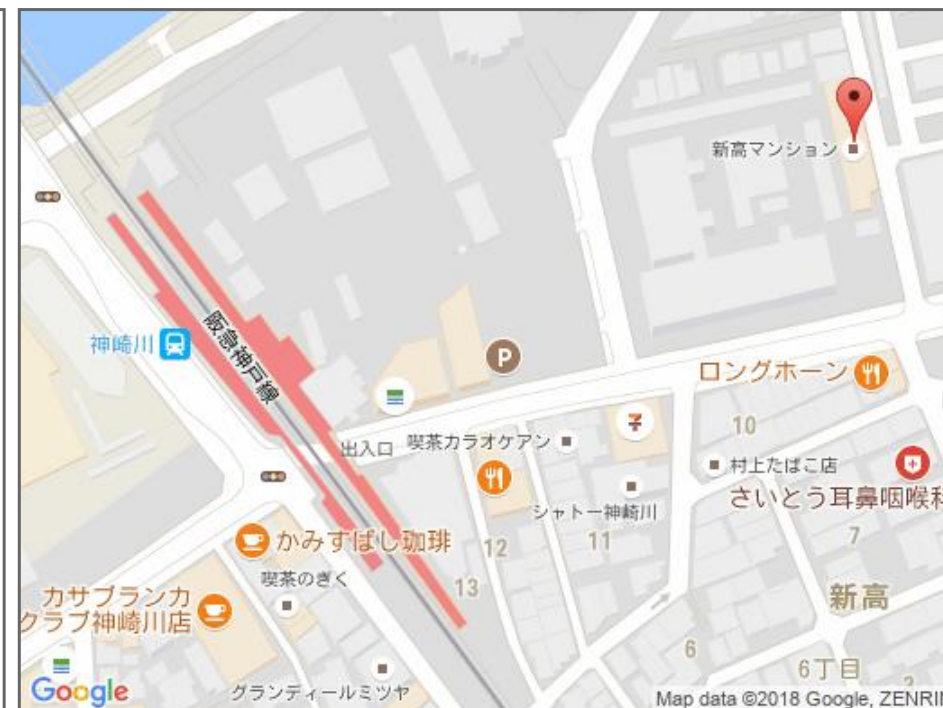 新高マンション
P
神崎川
阪急神戸線
ロングホーン
出入口
喫茶カラオケアン
10
村上たばこ店
さいとう耳鼻咽喉科
シャトー神崎川
かみすばし珈琲
12
11
7
喫茶のぎく
13
カサブランカ
クラブ神崎川店
新高
6
6丁目
Google
グランディールミツヤ
Map data ©2018 Google, ZENRIN